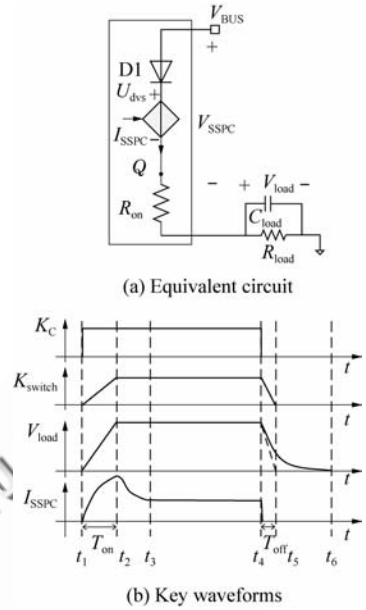 V_BUS
+
D1
U_dvs +
V_SSPC
I_SSPC −
Q
R_on
− + V_load −
C_load
R_load
(a) Equivalent circuit
K_C
t
K_switch
t
V_load
t
I_SSPC
T_on T_off t
t_1 t_2 t_3 t_4 t_5 t_6
(b) Key waveforms